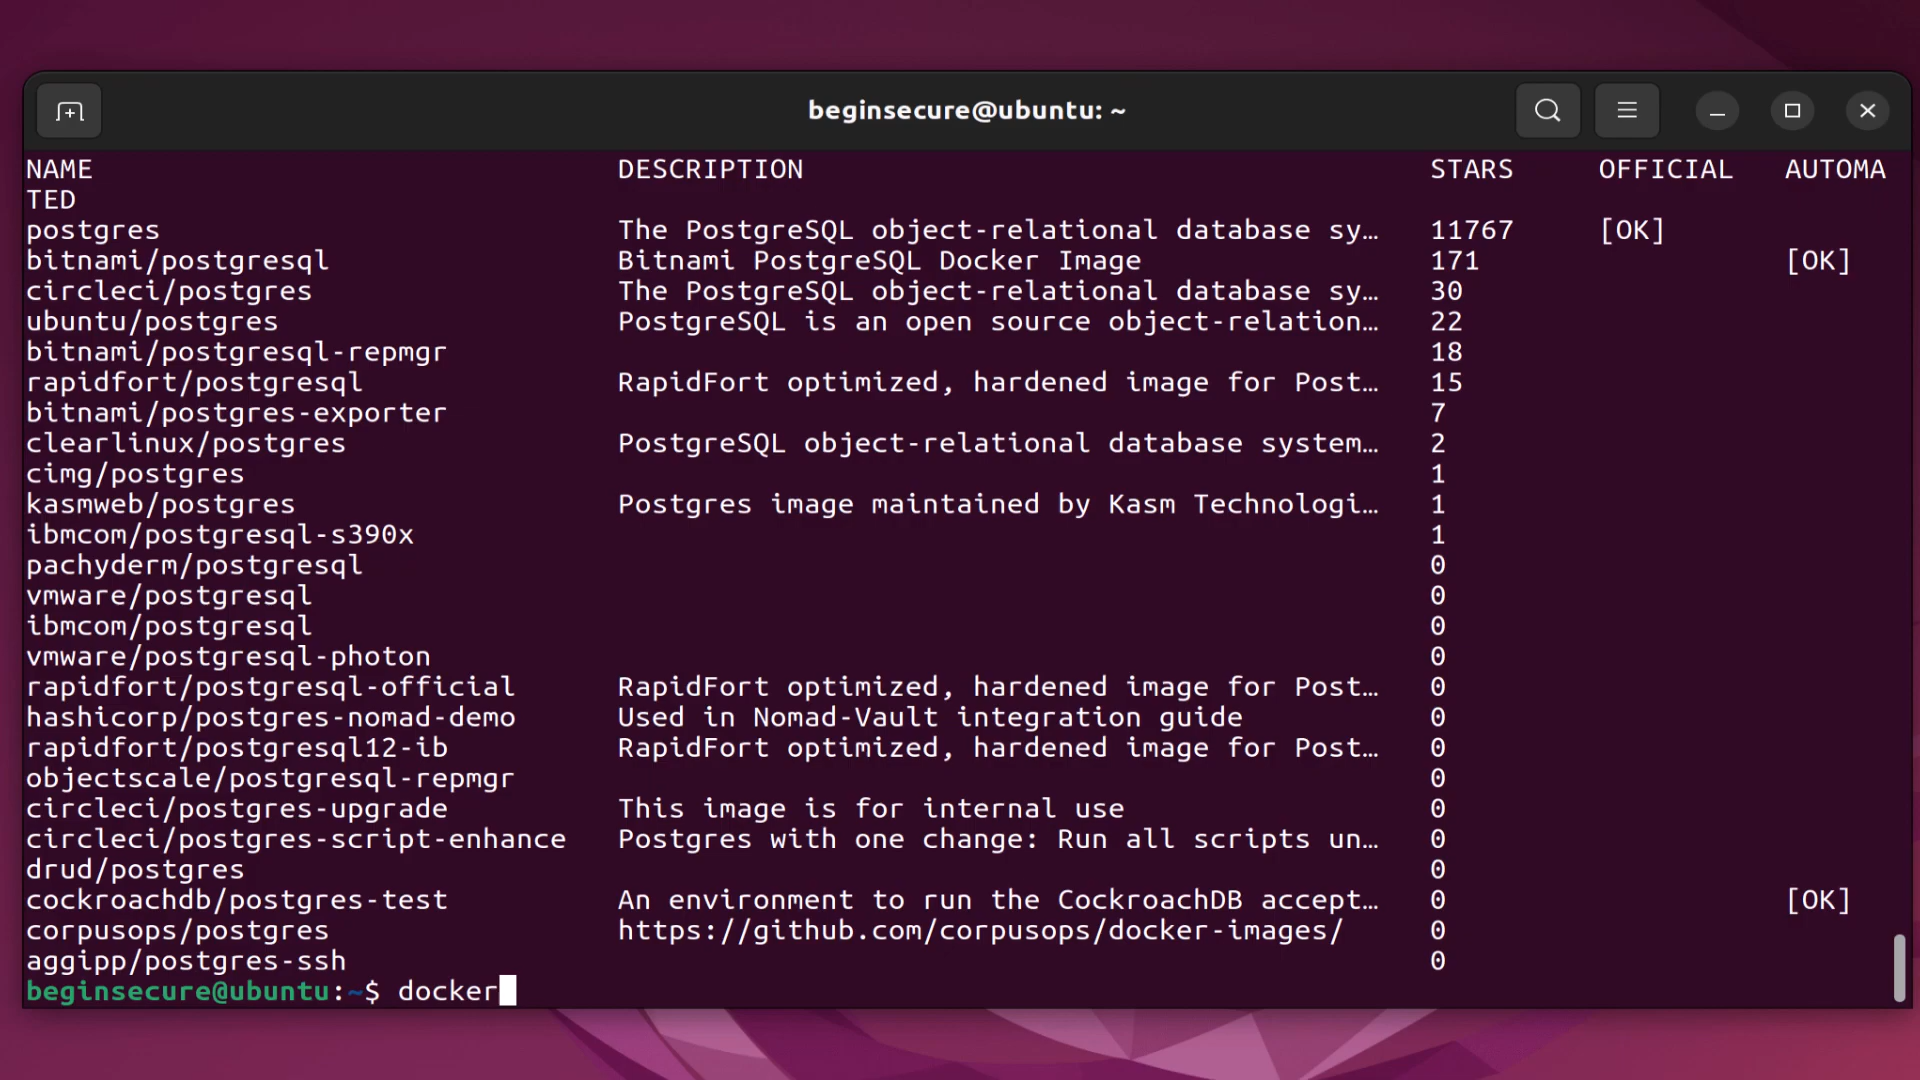 beginsecure@ubuntu: ~
NAME DESCRIPTION STARS OFFICIAL AUTOMA
TED
postgres The PostgreSQL object-relational database sy… 11767 [OK]
bitnami/postgresql Bitnami PostgreSQL Docker Image 171 [OK]
circleci/postgres The PostgreSQL object-relational database sy… 30
ubuntu/postgres PostgreSQL is an open source object-relation… 22
bitnami/postgresql-repmgr 18
rapidfort/postgresql RapidFort optimized, hardened image for Post… 15
bitnami/postgres-exporter 7
clearlinux/postgres PostgreSQL object-relational database system… 2
cimg/postgres 1
kasmweb/postgres Postgres image maintained by Kasm Technologi… 1
ibmcom/postgresql-s390x 1
pachyderm/postgresql 0
vmware/postgresql 0
ibmcom/postgresql 0
vmware/postgresql-photon 0
rapidfort/postgresql-official RapidFort optimized, hardened image for Post… 0
hashicorp/postgres-nomad-demo Used in Nomad-Vault integration guide 0
rapidfort/postgresql12-ib RapidFort optimized, hardened image for Post… 0
objectscale/postgresql-repmgr 0
circleci/postgres-upgrade This image is for internal use 0
circleci/postgres-script-enhance Postgres with one change: Run all scripts un… 0
drud/postgres 0
cockroachdb/postgres-test An environment to run the CockroachDB accept… 0 [OK]
corpusops/postgres https://github.com/corpusops/docker-images/ 0
aggipp/postgres-ssh 0
beginsecure@ubuntu:~$ docker